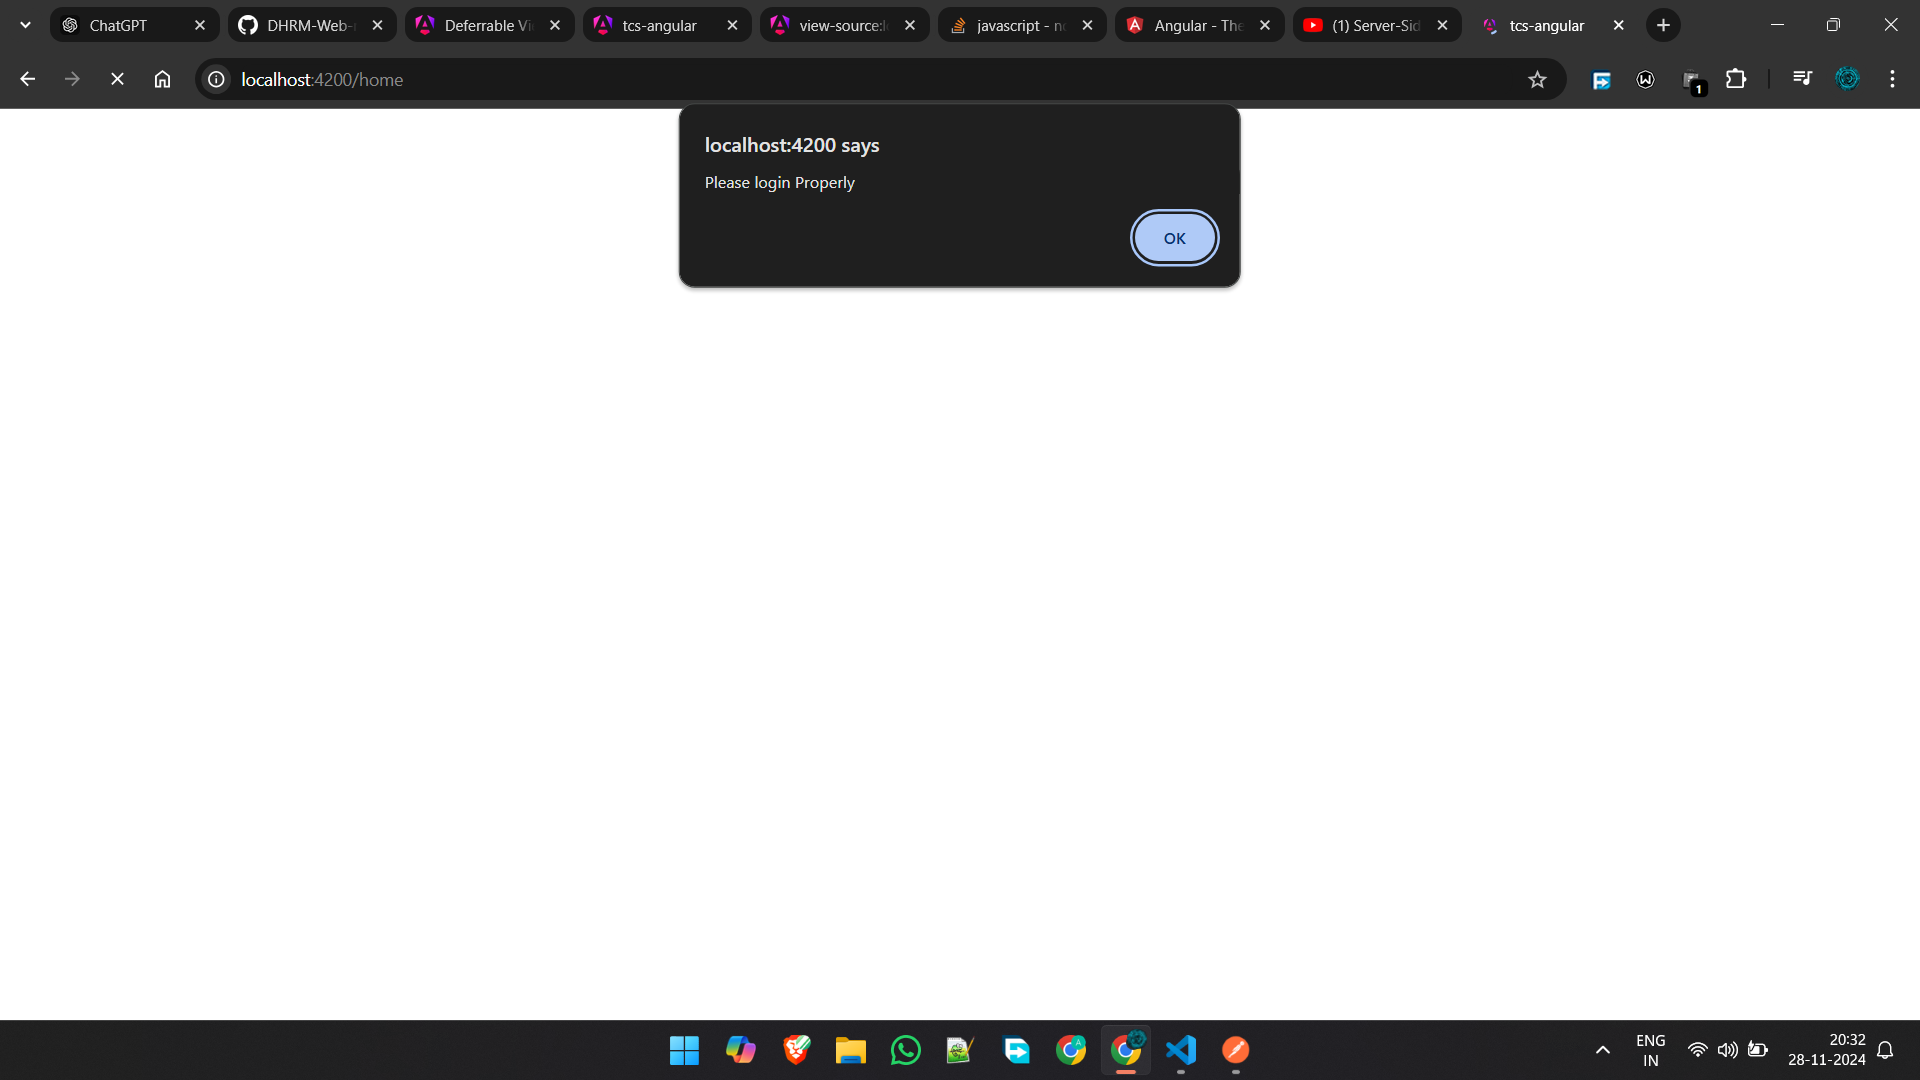 ChatGPT
DHRM-Web-
Deferrable Vi
tcs-angular
view-source:l
javascript - n
Angular - The
(1) Server-Sid
tcs-angular
localhost:4200/home
1
localhost:4200 says
Please login Properly
OK
ENG
IN
20:32
28-11-2024